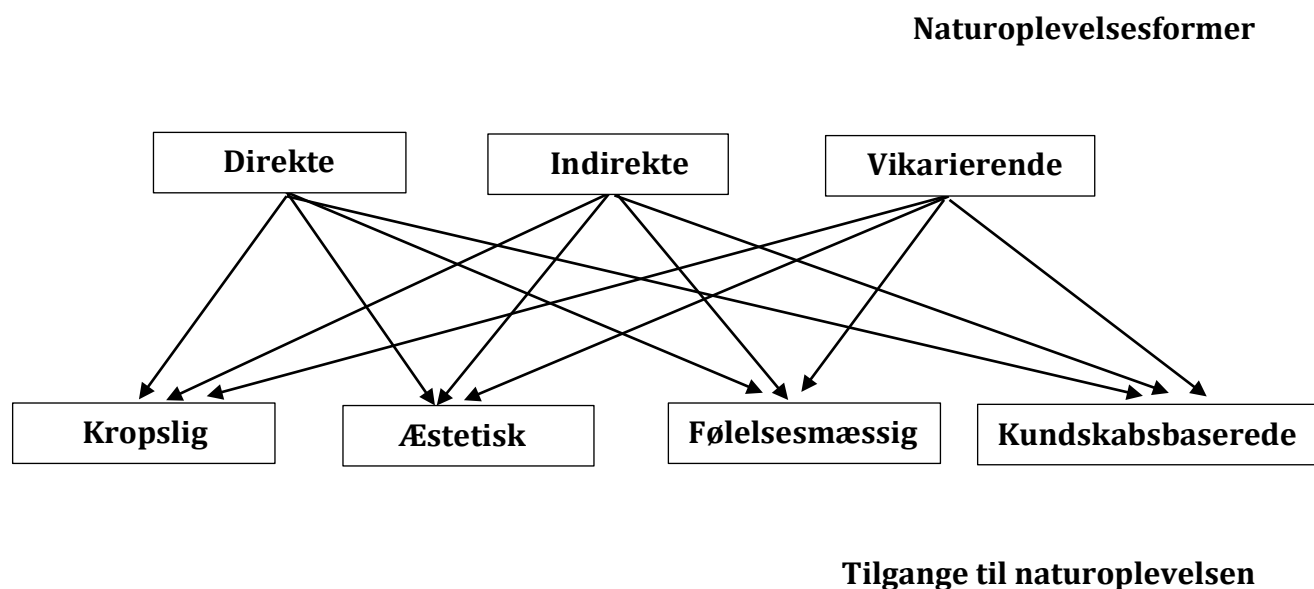 Naturoplevelsesformer
Direkte
Indirekte
Vikarierende
Kropslig
Æstetisk
Følelsesmæssig
Kundskabsbaserede
Tilgange til naturoplevelsen